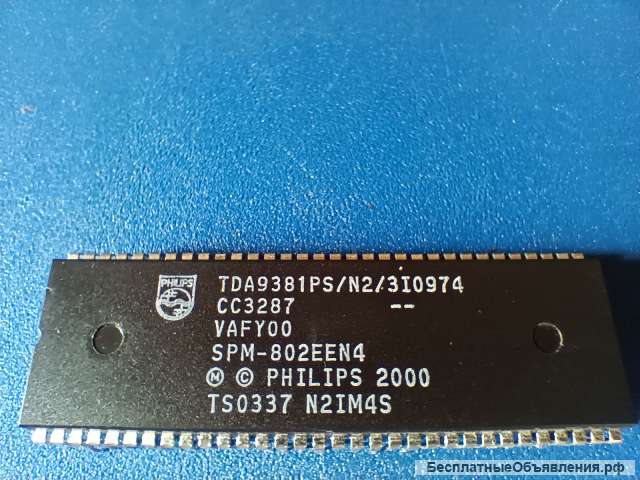 PHILIPS
TDA9381PS/N2/3I0974
CC3287 --
VAFY00
SPM-802EEN4
Ⓜ © PHILIPS 2000
TS0337 N2IM4S
БесплатныеОбъявления.рф